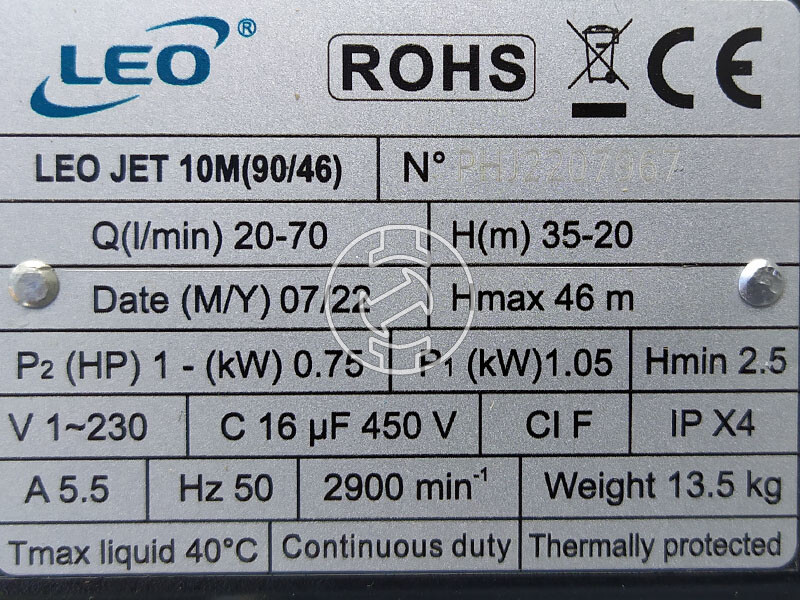 LEO® ROHS CE
LEO JET 10M(90/46) N° PHJ2207967
Q(l/min) 20-70 H(m) 35-20
Date (M/Y) 07/22 Hmax 46 m
P2 (HP) 1 - (kW) 0.75 P1 (kW)1.05 Hmin 2.5
V 1~230 C 16 µF 450 V Cl F IP X4
A 5.5 Hz 50 2900 min-1 Weight 13.5 kg
Tmax liquid 40°C Continuous duty Thermally protected